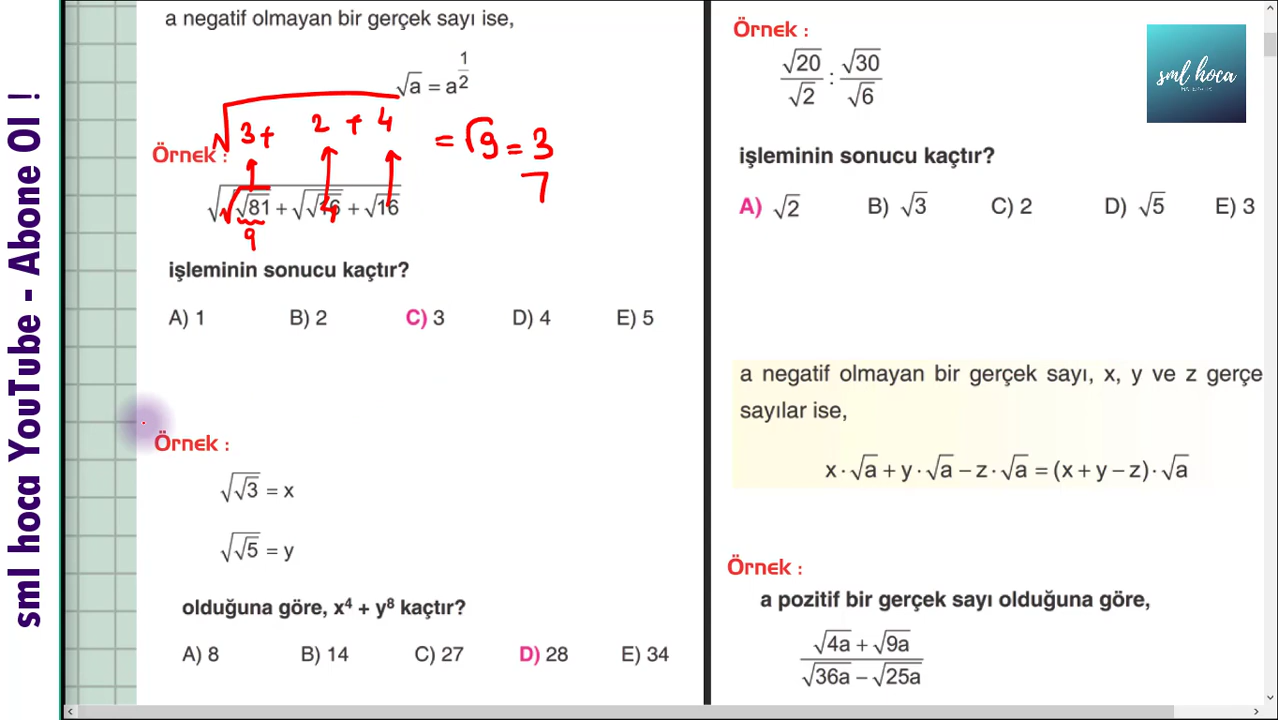 sml hoca YouTube - Abone Ol !
a negatif olmayan bir gerçek sayı ise,
√a = a^(1/2)
√(3 + 2 + 4) = √9 = 3
7
Örnek :
√(√√81 + √√16 + √16)
9
4
işleminin sonucu kaçtır?
A) 1 B) 2 C) 3 D) 4 E) 5
Örnek :
√√3 = x
√√5 = y
olduğuna göre, x⁴ + y⁸ kaçtır?
A) 8 B) 14 C) 27 D) 28 E) 34
Örnek :
√20/√2 : √30/√6
işleminin sonucu kaçtır?
A) √2 B) √3 C) 2 D) √5 E) 3
a negatif olmayan bir gerçek sayı, x, y ve z gerçe
sayılar ise,
x · √a + y · √a − z · √a = (x + y − z) · √a
Örnek :
a pozitif bir gerçek sayı olduğuna göre,
(√4a + √9a)/(√36a − √25a)
sml hoca